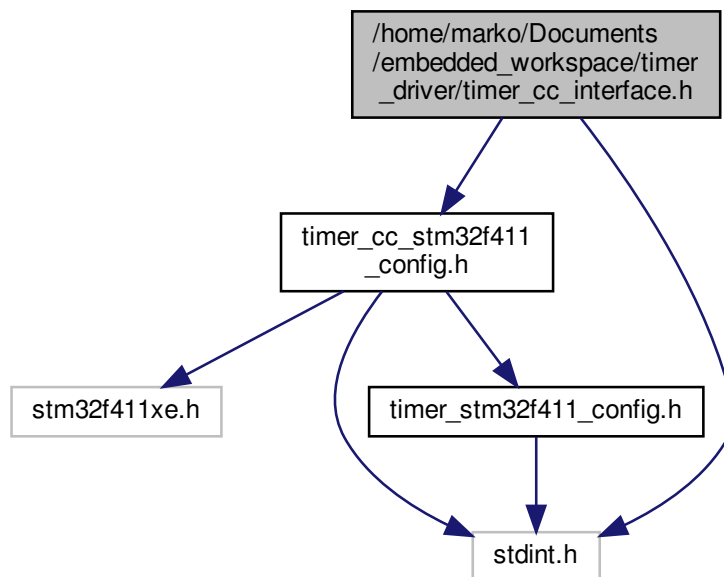 /home/marko/Documents
/embedded_workspace/timer
_driver/timer_cc_interface.h
timer_cc_stm32f411
_config.h
stm32f411xe.h
timer_stm32f411_config.h
stdint.h